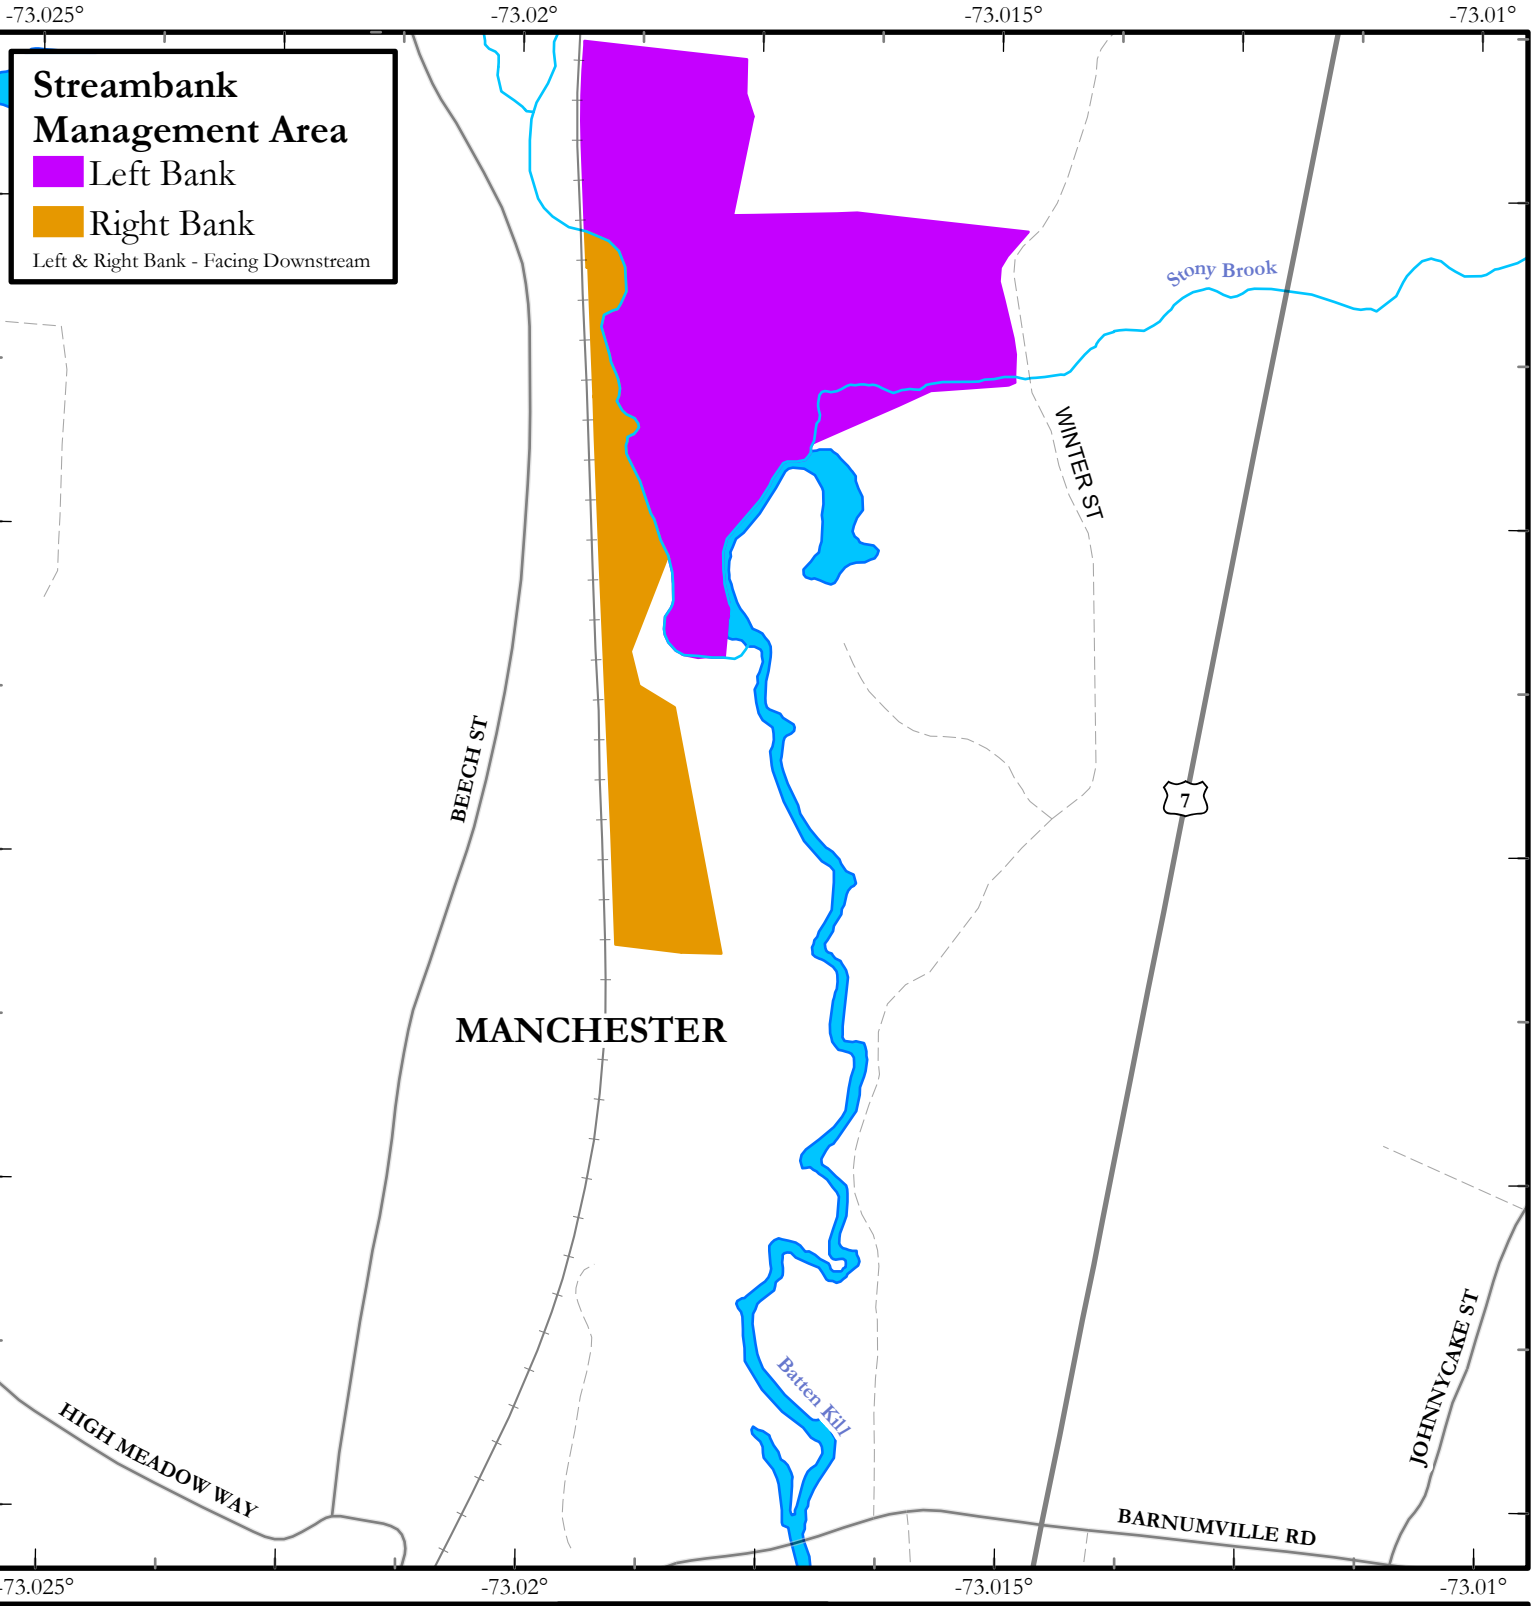 -73.025°
-73.02°
-73.015°
-73.01°
Streambank
Management Area
Left Bank
Right Bank
Left & Right Bank - Facing Downstream
Stony Brook
WINTER ST
BEECH ST
7
MANCHESTER
JOHNNYCAKE ST
Batten Kill
HIGH MEADOW WAY
BARNUMVILLE RD
-73.025°
-73.02°
-73.015°
-73.01°